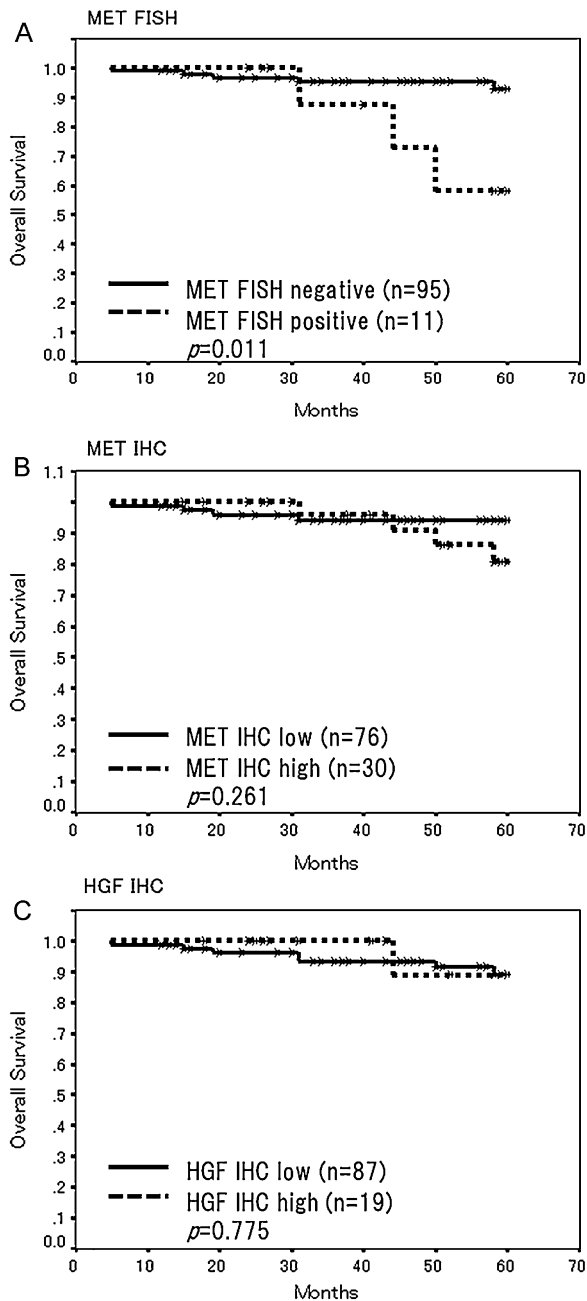 A
MET FISH
1.0
.9
.8
.7
.6
.5
.4
.3
.2
.1
0.0
Overall Survival
MET FISH negative (n=95)
MET FISH positive (n=11)
p=0.011
0 10 20 30 40 50 60 70
Months
B
MET IHC
1.1
1.0
.9
.8
.7
.6
.5
.4
.3
.2
.1
0.0
Overall Survival
MET IHC low (n=76)
MET IHC high (n=30)
p=0.261
0 10 20 30 40 50 60 70
Months
HGF IHC
C
1.0
.9
.8
.7
.6
.5
.4
.3
.2
.1
0.0
Overall Survival
HGF IHC low (n=87)
HGF IHC high (n=19)
p=0.775
0 10 20 30 40 50 60 70
Months